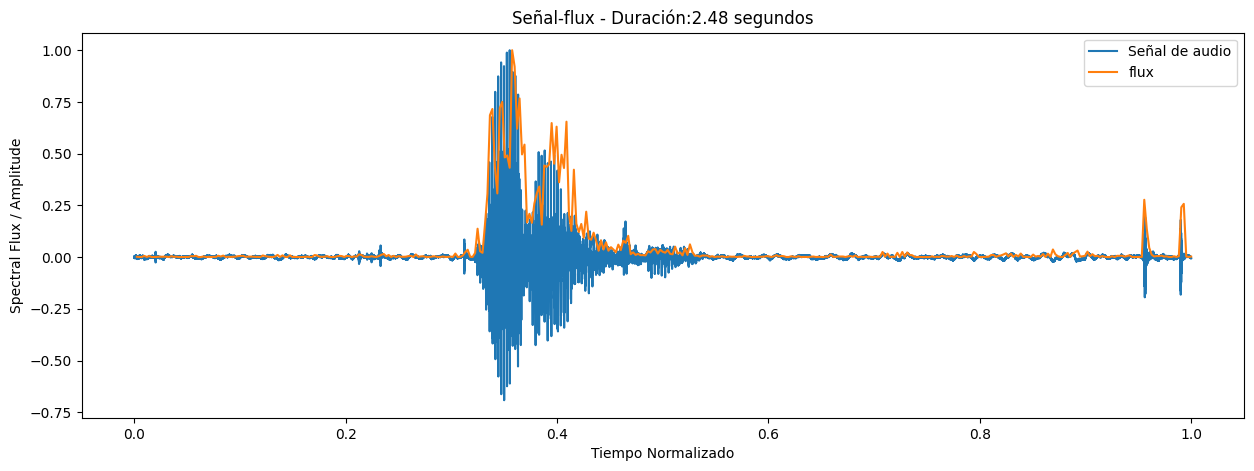 Señal-flux - Duración:2.48 segundos
Señal de audio
flux
Spectral Flux / Amplitude
1.00
0.75
0.50
0.25
0.00
−0.25
−0.50
−0.75
0.0 0.2 0.4 0.6 0.8 1.0
Tiempo Normalizado